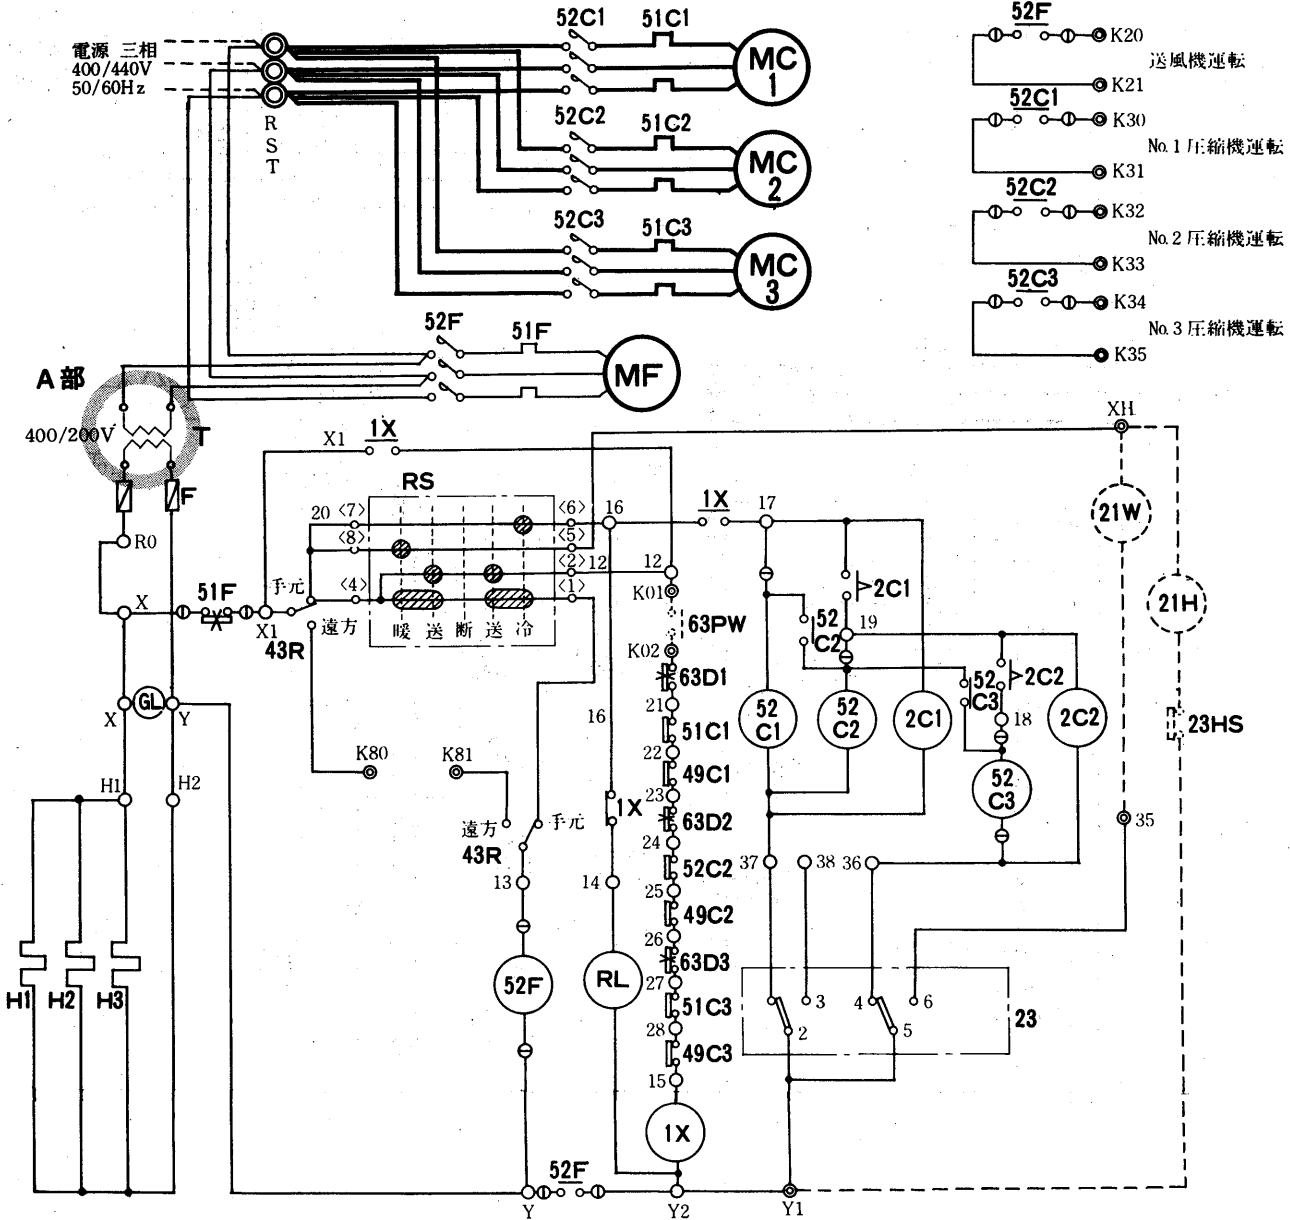 電源 三相
400/440V
50/60Hz
R
S
T
52C1
51C1
MC
1
52C2
51C2
MC
2
52C3
51C3
MC
3
52F
51F
MF
52F
K20
送風機運転
K21
52C1
K30
No.1圧縮機運転
K31
52C2
K32
No.2圧縮機運転
K33
52C3
K34
No.3圧縮機運転
K35
A部
400/200V
T
F
R0
X
51F
X1
手元
遠方
43R
GL
X
Y
H1
H2
H1
H2
H3
X1
1X
RS
20
<7>
<8>
<4>
<6>
<5>
<2>
<1>
暖 送 断 送 冷
16
12
12
1X
17
XH
K01
63PW
K02
63D1
21
51C1
22
49C1
23
63D2
24
52C2
25
49C2
26
63D3
27
51C3
28
49C3
15
1X
K80
K81
遠方
手元
43R
13
52F
16
1X
14
RL
2C1
52
C2
19
52
C1
52
C2
2C1
52
C3
2C2
18
2C2
52
C3
37
38
36
3
4
6
2
5
23
21W
21H
23HS
35
Y
52F
Y2
Y1